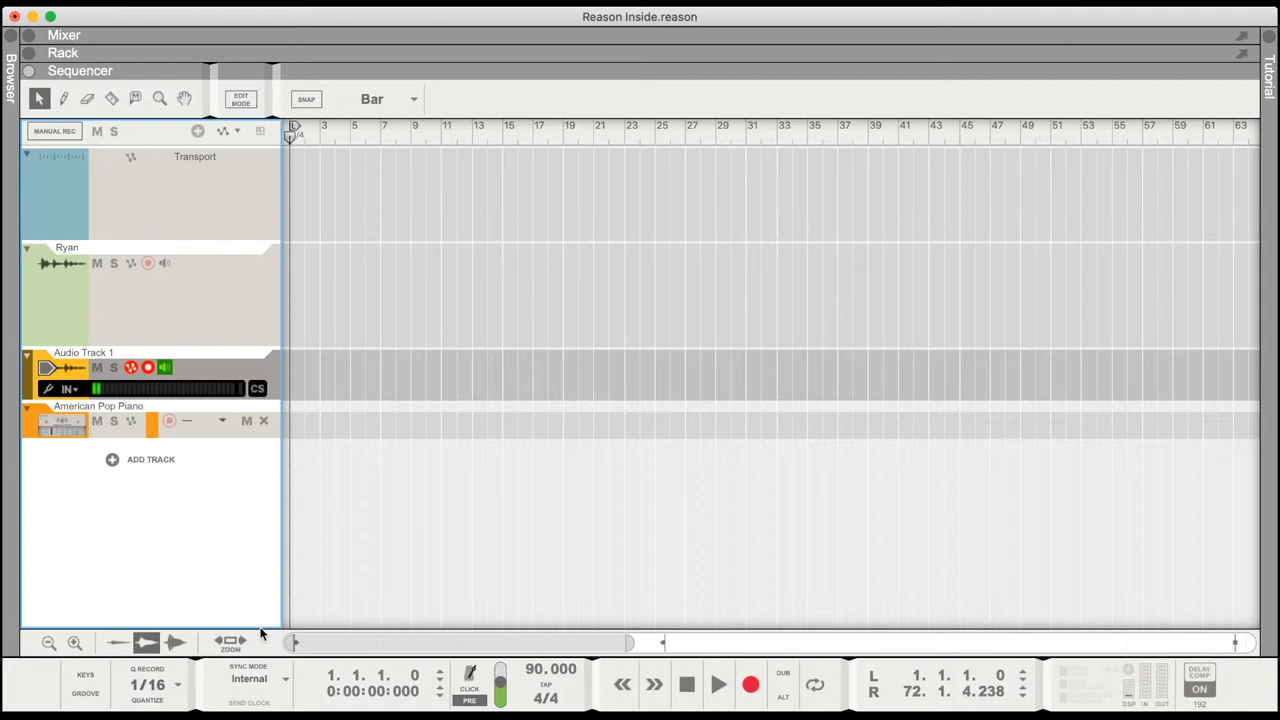 Reason Inside.reason
Mixer
Rack
Sequencer
Browser
Tutorial
EDIT MODE
SNAP
Bar
MANUAL REC
M S
/4 3 5 7 9 11 13 15 17 19 21 23 25 27 29 31 33 35 37 39 41 43 45 47 49 51 53 55 57 59 61 63
Transport
Ryan
M S
Audio Track 1
M S
IN
CS
American Pop Piano
M S
M
ADD TRACK
ZOOM
KEYS
GROOVE
Q RECORD
1/16
QUANTIZE
SYNC MODE
Internal
SEND CLOCK
1. 1. 1. 0
0:00:00:000
CLICK
PRE
90.000
TAP
4/4
DUB
ALT
L 1. 1. 1. 0
R 72. 1. 4.238
DSP IN OUT
DELAY COMP
ON
192